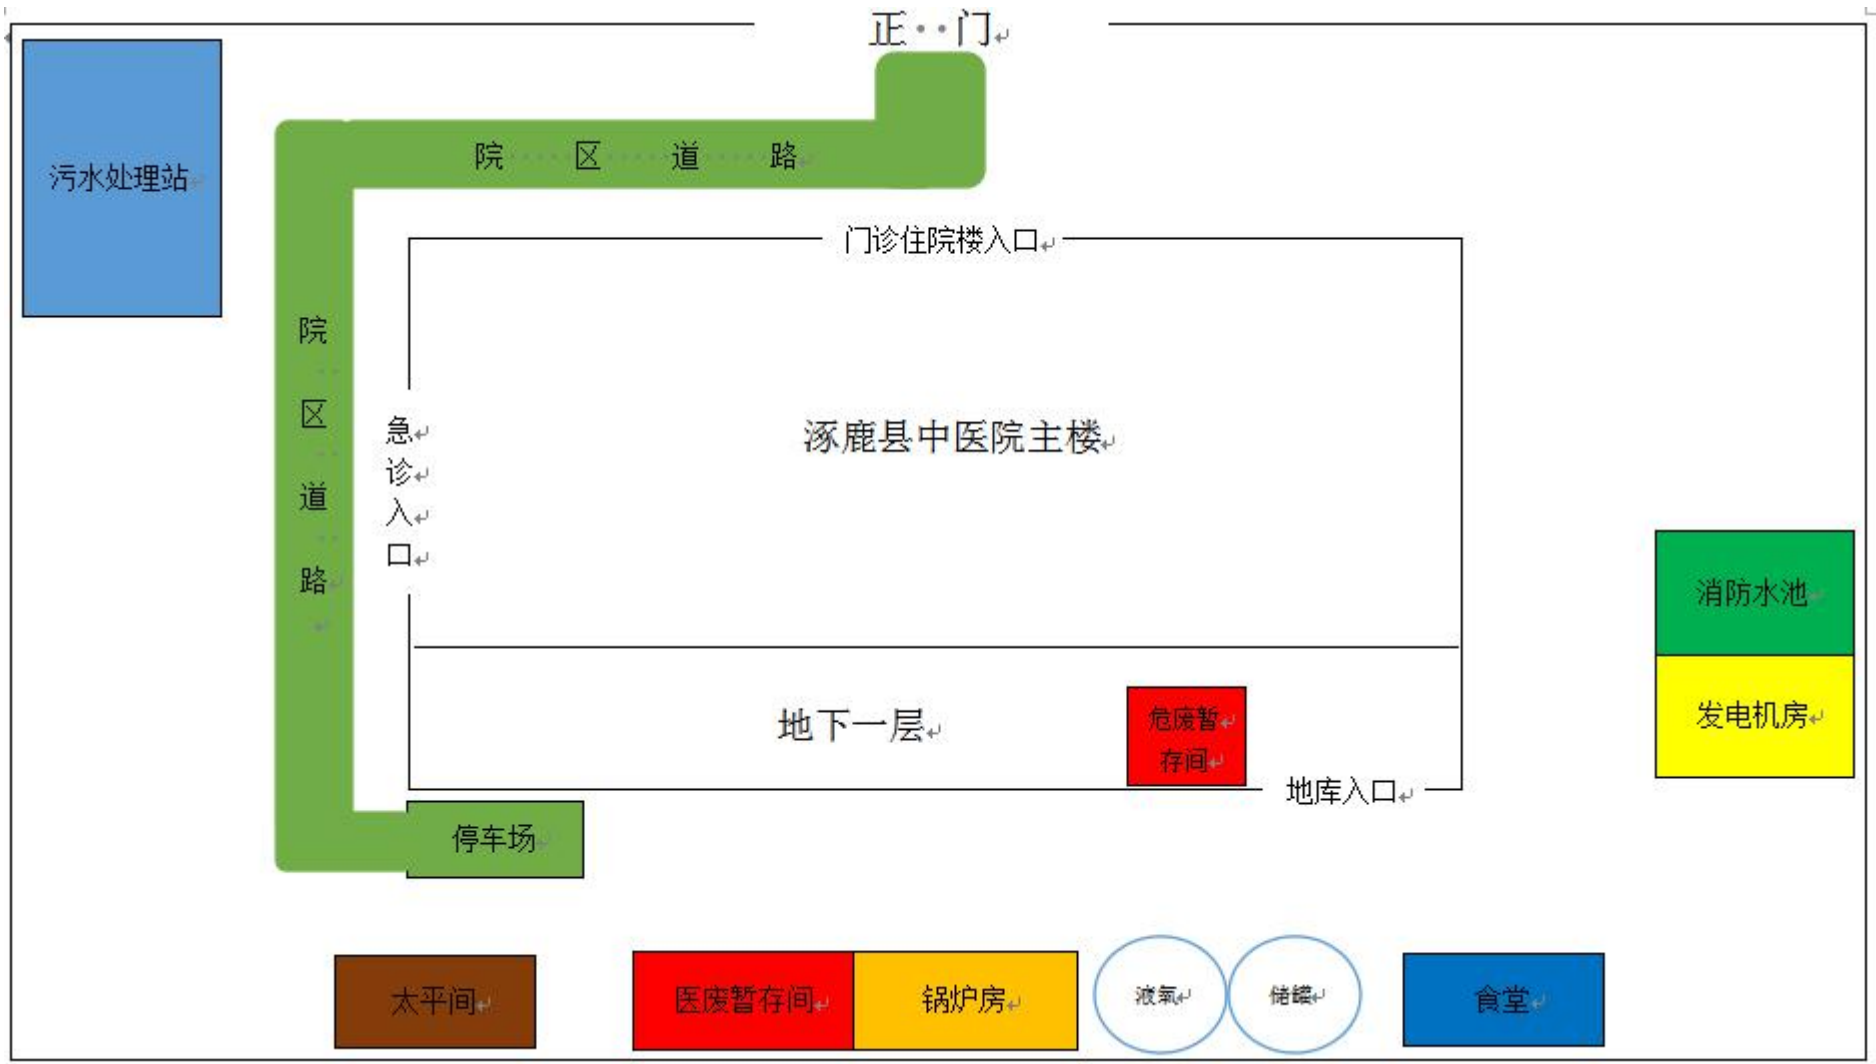 正 门
院 区 道 路
污水处理站
门诊住院楼入口
院
区
道
路
急
诊
入
口
涿鹿县中医院主楼
消防水池
发电机房
地下一层
危废暂
存间
地库入口
停车场
太平间
医废暂存间
锅炉房
液氧
储罐
食堂